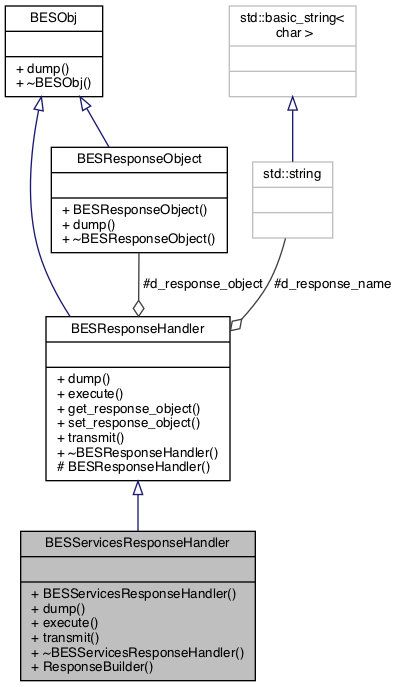 BESObj
+ dump()
+ ~BESObj()
std::basic_string<
char >
BESResponseObject
+ BESResponseObject()
+ dump()
+ ~BESResponseObject()
std::string
#d_response_object
#d_response_name
BESResponseHandler
+ dump()
+ execute()
+ get_response_object()
+ set_response_object()
+ transmit()
+ ~BESResponseHandler()
# BESResponseHandler()
BESServicesResponseHandler
+ BESServicesResponseHandler()
+ dump()
+ execute()
+ transmit()
+ ~BESServicesResponseHandler()
+ ResponseBuilder()